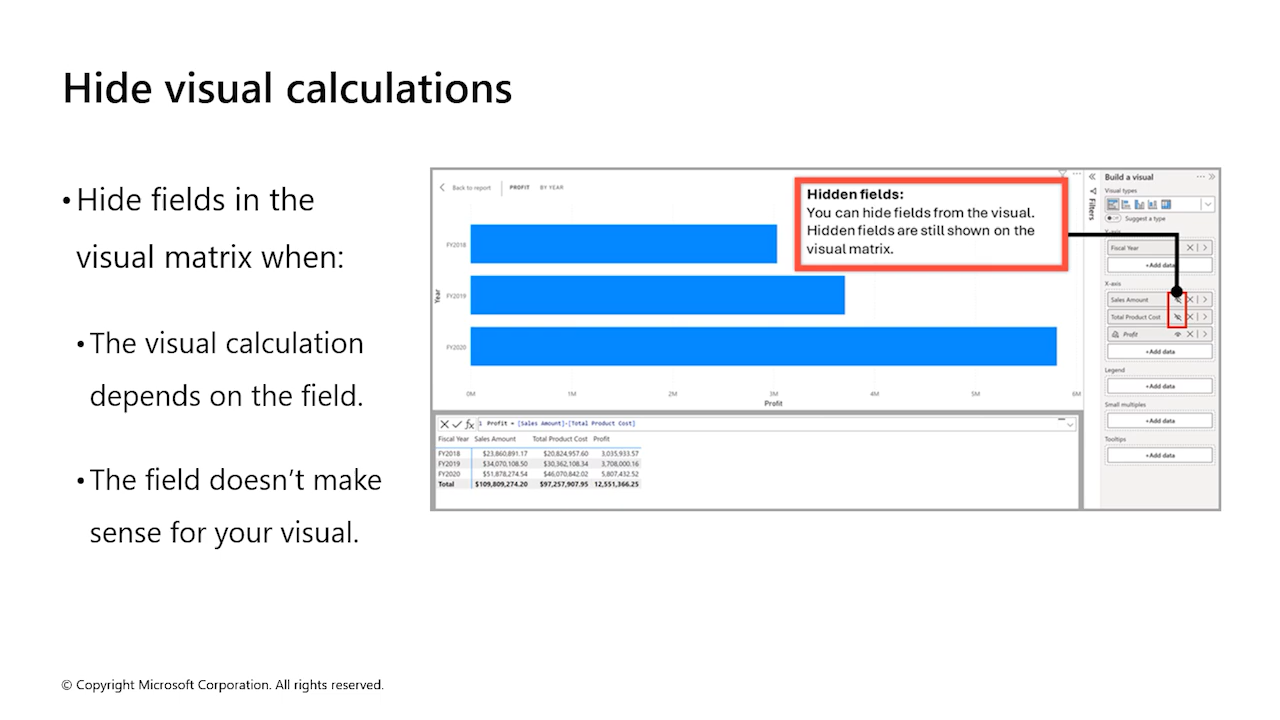 Hide visual calculations
•Hide fields in the
visual matrix when:
•The visual calculation
depends on the field.
•The field doesn’t make
sense for your visual.
Back to report PROFIT BY YEAR
Year
FY2018
FY2019
FY2020
0M 1M 2M 3M 4M 5M 6M
Profit
Hidden fields:
You can hide fields from the visual.
Hidden fields are still shown on the
visual matrix.
1 Profit = [Sales Amount]-[Total Product Cost]
Fiscal Year Sales Amount Total Product Cost Profit
FY2018 $23,860,891.17 $20,824,957.60 3,035,933.57
FY2019 $34,070,108.50 $30,362,108.34 3,708,000.16
FY2020 $51,878,274.54 $46,070,842.02 5,807,432.52
Total $109,809,274.20 $97,257,907.95 12,551,366.25
Filters
Build a visual
Visual types
Suggest a type
Fiscal Year
+Add data
X-axis
Sales Amount
Total Product Cost
Profit
+Add data
Legend
+Add data
Small multiples
+Add data
Tooltips
+Add data
© Copyright Microsoft Corporation. All rights reserved.